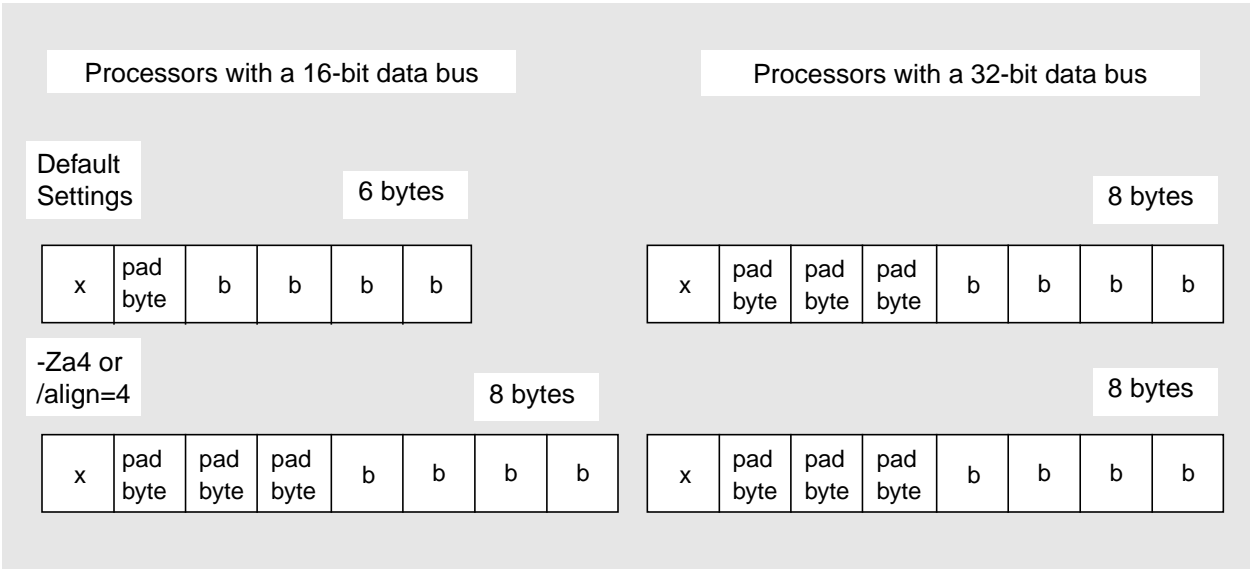 Processors with a 16-bit data bus
Processors with a 32-bit data bus
Default
Settings
6 bytes
8 bytes
x pad byte b b b b
x pad byte pad byte pad byte b b b b
-Za4 or
/align=4
8 bytes
8 bytes
x pad byte pad byte pad byte b b b b
x pad byte pad byte pad byte b b b b